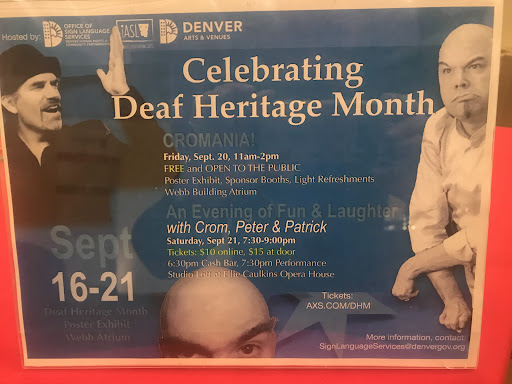 Hosted by:
OFFICE OF
SIGN LANGUAGE
SERVICES
ASL
DENVER
ARTS & VENUES
Celebrating
Deaf Heritage Month
CROMANIA!
Friday, Sept. 20, 11am-2pm
FREE and OPEN TO THE PUBLIC
Poster Exhibit, Sponsor Booths, Light Refreshments
Webb Building Atrium
An Evening of Fun & Laughter
with Crom, Peter & Patrick
Saturday, Sept 21, 7:30-9:00pm
Tickets: $10 online, $15 at door
6:30pm Cash Bar, 7:30pm Performance
Studio Loft at Ellie Caulkins Opera House
Sept
16-21
Deaf Heritage Month
Poster Exhibit
Webb Atrium
Tickets:
AXS.COM/DHM
More information, contact:
SignLanguageServices@denvergov.org